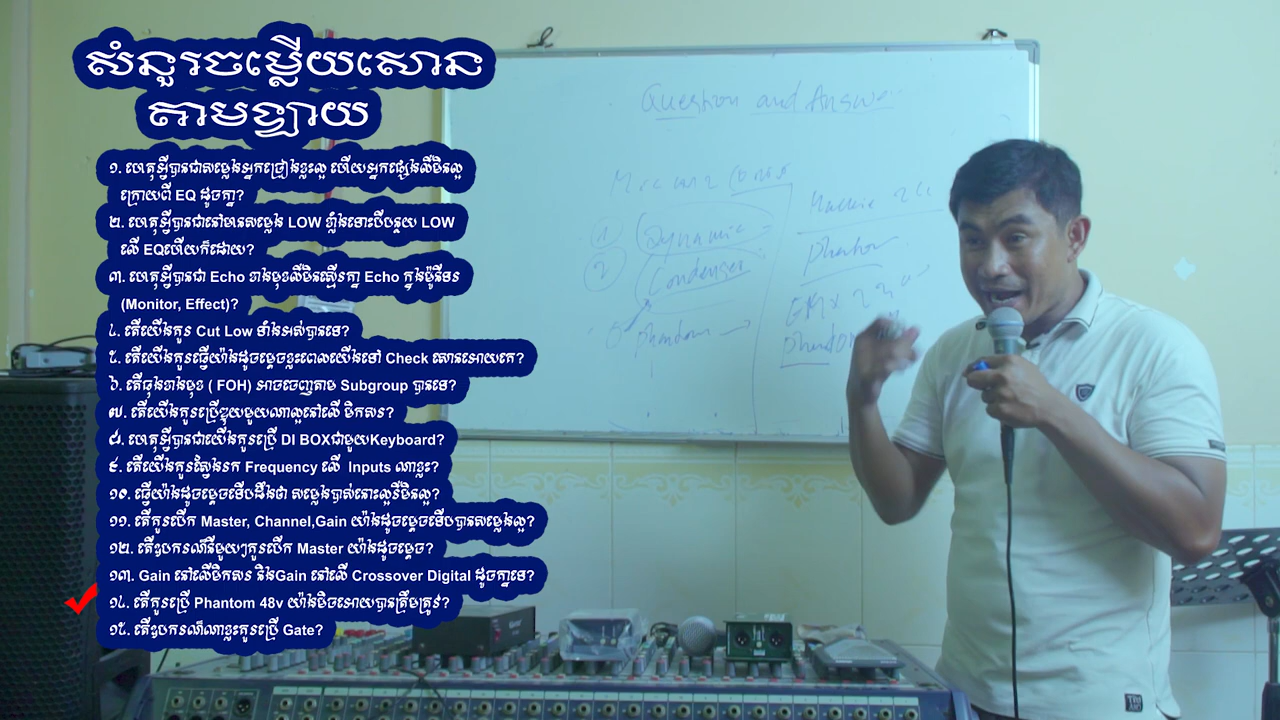 សំនួរចម្លើយសោន
តាមឡាយ
១. ហេតុអ្វីបានជាសម្លេងអ្នកច្រៀងខ្លះល្អ ហើយអ្នកផ្សេងលឺមិនល្អ
ក្រោយពី EQ ដូចគ្នា?
២. ហេតុអ្វីបានជានៅមានសម្លេង LOW ខ្លាំងទោះបីបន្ថយ LOW
លើ EQហើយក៏ដោយ?
៣. ហេតុអ្វីបានជា Echo ខាងមុខលឺមិនស្មើគ្នា Echo ក្នុងម៉ូនីទ័រ
(Monitor, Effect)?
៤. តើយើងគួរ Cut Low ទាំងអស់បានទេ?
៥. តើយើងគួរធ្វើយ៉ាងដូចម្តេចខ្លះពេលយើងទៅ Check សោនអោយគេ?
៦. តើធុងខាងមុខ ( FOH) អាចចេញតាម Subgroup បានទេ?
៧. តើយើងគួរប្រើឌុយមួយណាល្អនៅលើ មិកសរ?
៨. ហេតុអ្វីបានជាយើងគួរប្រើ DI BOXជាមួយKeyboard?
៩. តើយើងគួរស្វែងរក Frequency លើ Inputs ណាខ្លះ?
១០. ធ្វើយ៉ាងដូចម្តេចទើបដឹងថា សម្លេងបាស់នោះល្អរឺមិនល្អ?
១១. តើគួរបើក Master, Channel,Gain យ៉ាងដូចម្តេចទើបបានសម្លេងល្អ?
១២. តើឧបករណ៍នីមួយៗគួរបើក Master យ៉ាងដូចម្តេច?
១៣. Gain នៅលើមិកសរ និងGain នៅលើ Crossover Digital ដូចគ្នាទេ?
១៤. តើគួរប្រើ Phantom 48v យ៉ាងមិចអោយបានត្រឹមត្រូវ?
១៥. តើឧបករណ៏ណាខ្លះគួរប្រើ Gate?
Question and Answer
1 Dynamic
2 Condenser
phantom
phantom